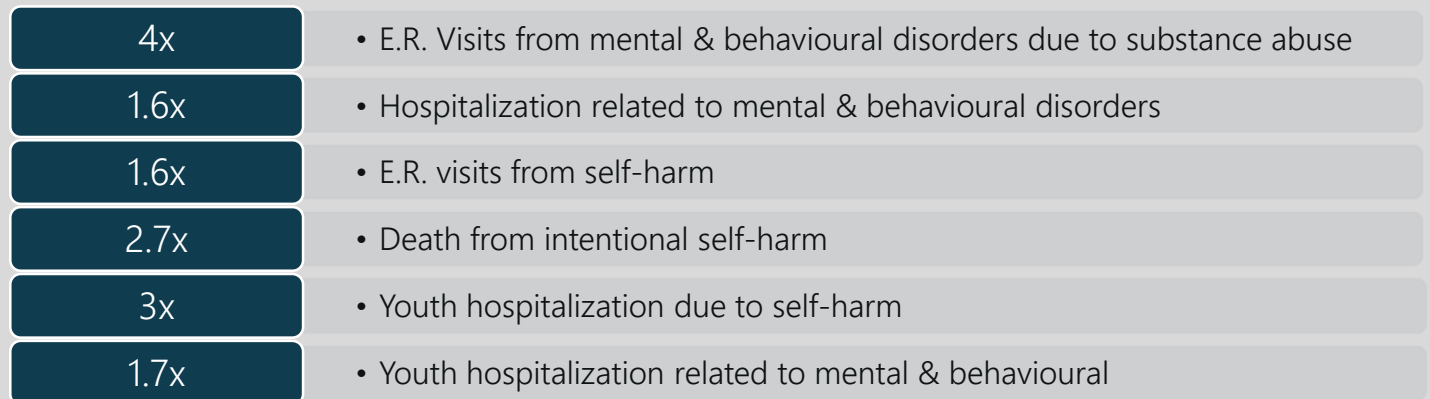 4x • E.R. Visits from mental & behavioural disorders due to substance abuse
1.6x • Hospitalization related to mental & behavioural disorders
1.6x • E.R. visits from self-harm
2.7x • Death from intentional self-harm
3x • Youth hospitalization due to self-harm
1.7x • Youth hospitalization related to mental & behavioural